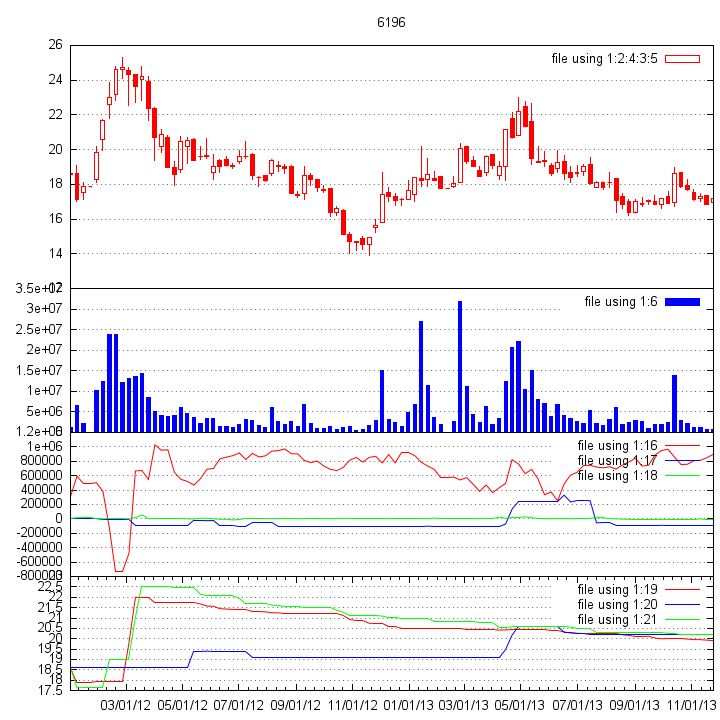 6196
26
file using 1:2:4:3:5
24
22
20
18
16
14
3.5e+07
file using 1:6
3e+07
2.5e+07
2e+07
1.5e+07
1e+07
5e+06
file using 1:16
1e+06
file using 1:17
800000
file using 1:18
600000
400000
200000
0
-200000
-400000
-600000
-800000
22.5
file using 1:19
22
file using 1:20
21.5
file using 1:21
21
20.5
20
19.5
19
18.5
18
17.5
03/01/12 05/01/12 07/01/12 09/01/12 11/01/12 01/01/13 03/01/13 05/01/13 07/01/13 09/01/13 11/01/13